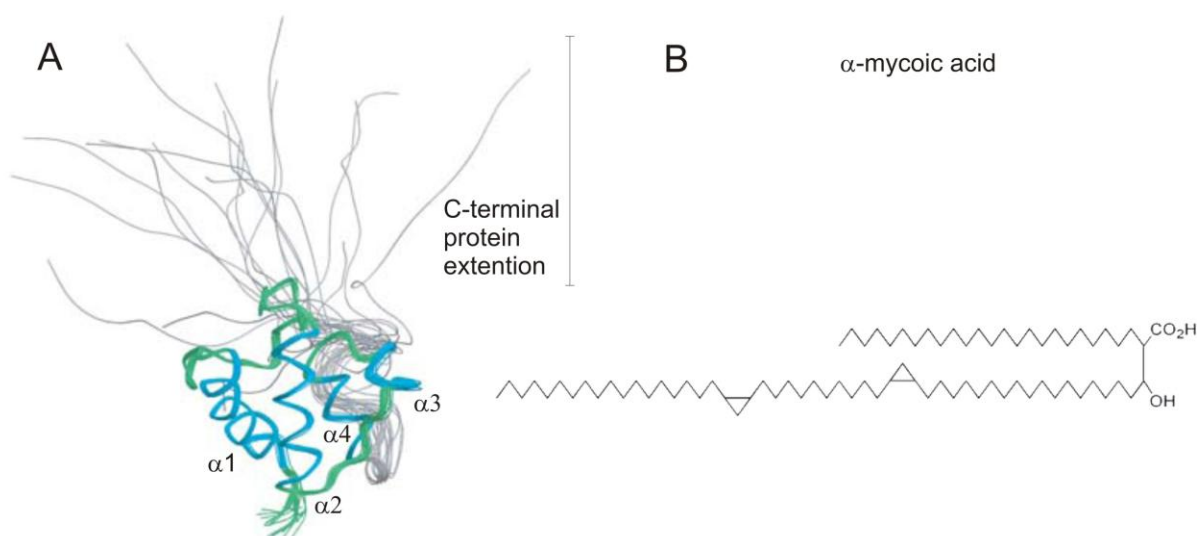 A
B
α-mycoic acid
C-terminal
protein
extention
CO₂H
OH
α3
α4
α1
α2